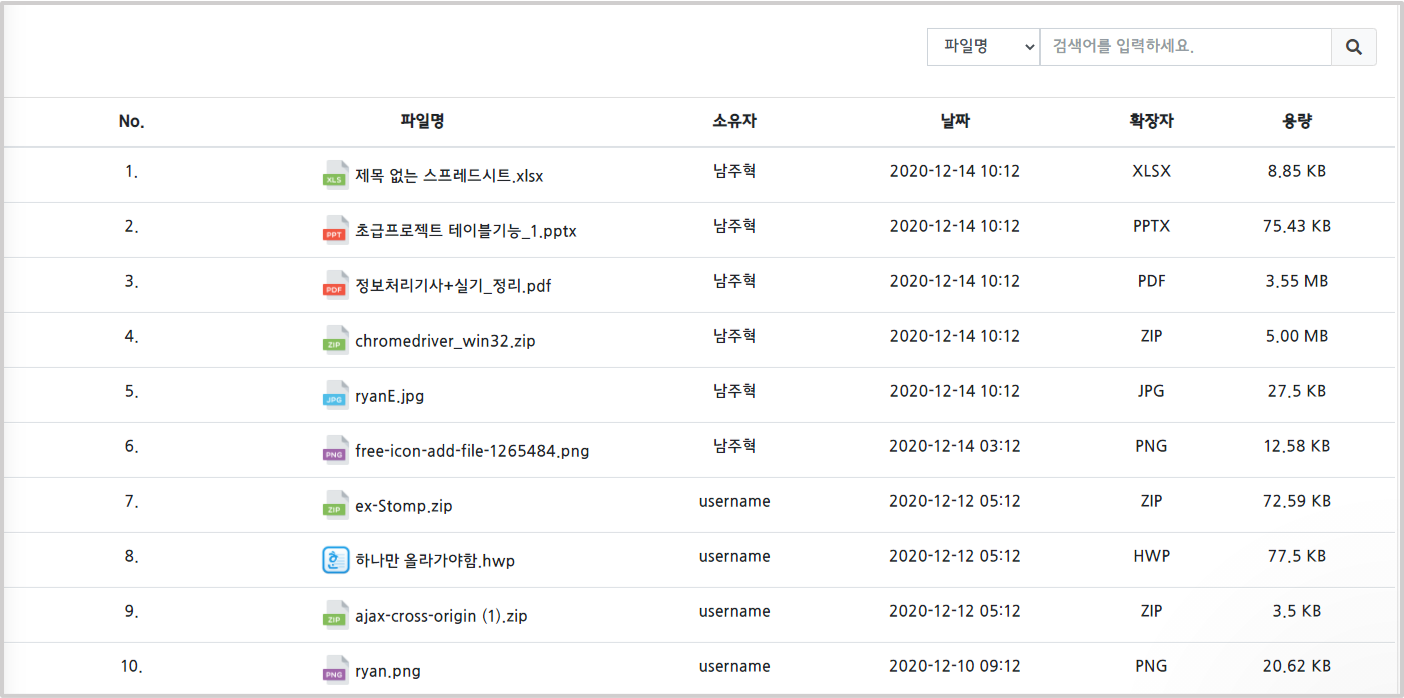 파일명 검색어를 입력하세요.
No. 파일명 소유자 날짜 확장자 용량
1. XLS 제목 없는 스프레드시트.xlsx 남주혁 2020-12-14 10:12 XLSX 8.85 KB
2. PPT 초급프로젝트 테이블기능_1.pptx 남주혁 2020-12-14 10:12 PPTX 75.43 KB
3. PDF 정보처리기사+실기_정리.pdf 남주혁 2020-12-14 10:12 PDF 3.55 MB
4. ZIP chromedriver_win32.zip 남주혁 2020-12-14 10:12 ZIP 5.00 MB
5. JPG ryanE.jpg 남주혁 2020-12-14 10:12 JPG 27.5 KB
6. PNG free-icon-add-file-1265484.png 남주혁 2020-12-14 03:12 PNG 12.58 KB
7. ZIP ex-Stomp.zip username 2020-12-12 05:12 ZIP 72.59 KB
8. 한 하나만 올라가야함.hwp username 2020-12-12 05:12 HWP 77.5 KB
9. ZIP ajax-cross-origin (1).zip username 2020-12-12 05:12 ZIP 3.5 KB
10. PNG ryan.png username 2020-12-10 09:12 PNG 20.62 KB